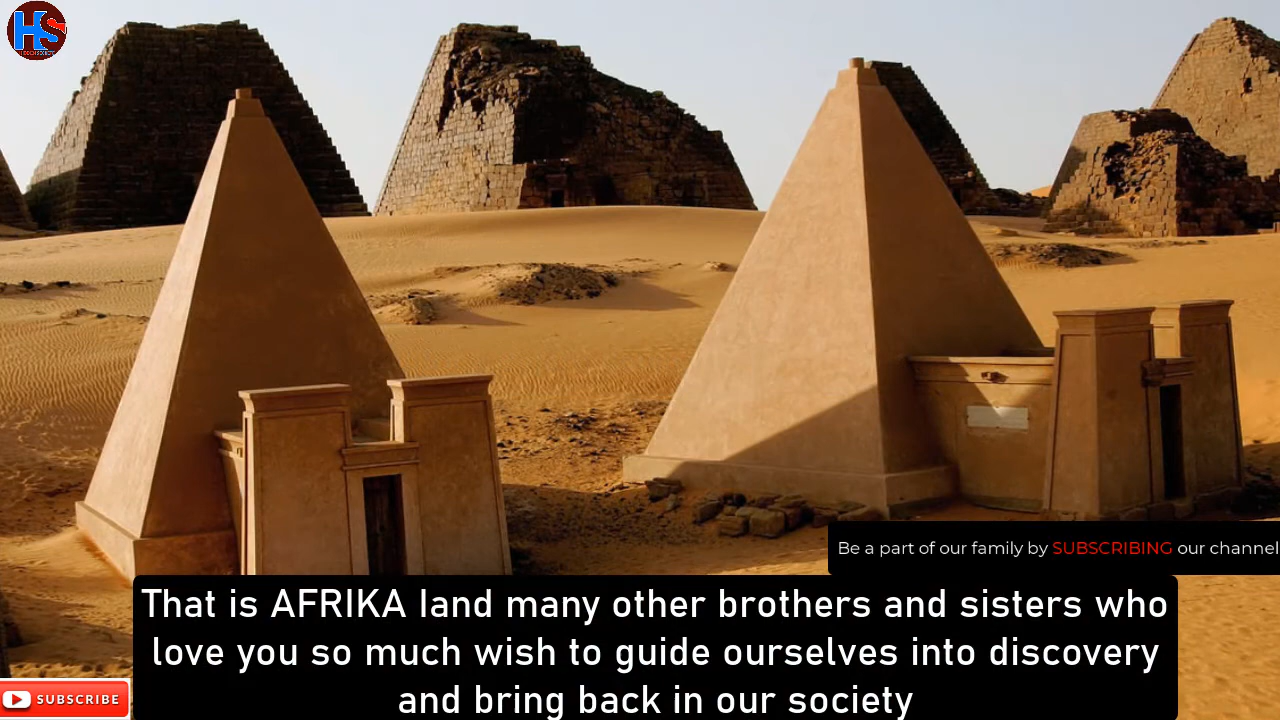 HS
Be a part of our family by SUBSCRIBING our channel
That is AFRIKA land many other brothers and sisters who
love you so much wish to guide ourselves into discovery
and bring back in our society
SUBSCRIBE